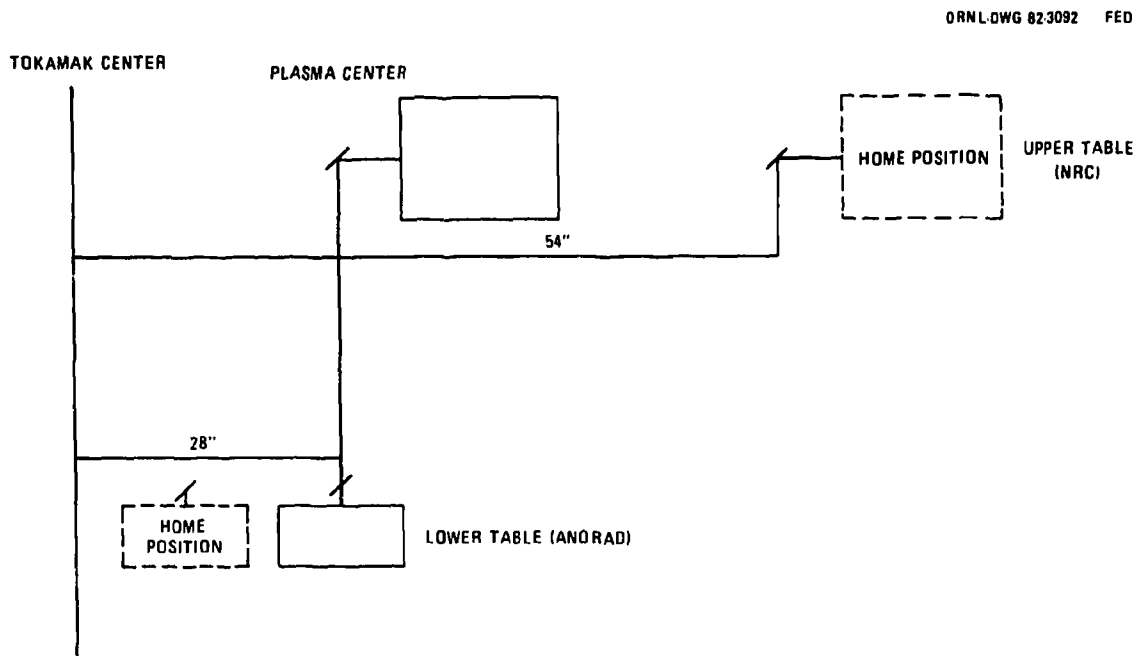 ORNL-DWG 82-3092 FED
TOKAMAK CENTER
PLASMA CENTER
HOME POSITION
UPPER TABLE
(NRC)
54"
28"
HOME
POSITION
LOWER TABLE (ANORAD)